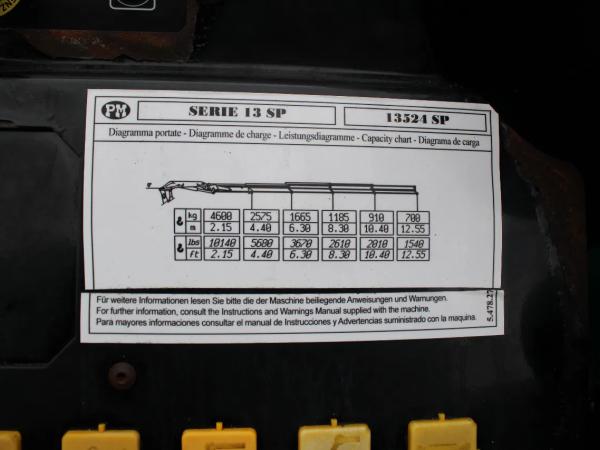 PM SERIE 13 SP 13524 SP
Diagramma portate - Diagramme de charge - Leistungsdiagramme - Capacity chart - Diagrama de carga
kg 4600 2575 1665 1185 910 700
m 2.15 4.40 6.30 8.30 10.40 12.55
lbs 10140 5600 3670 2610 2010 1540
ft 2.15 4.40 6.30 8.30 10.40 12.55
Für weitere Informationen lesen Sie bitte die der Maschine beiliegende Anweisungen und Warnungen.
For further information, consult the Instructions and Warnings Manual supplied with the machine.
Para mayores informaciones consultar el manual de Instrucciones y Advertencias suministrado con la maquina.
5.478.27